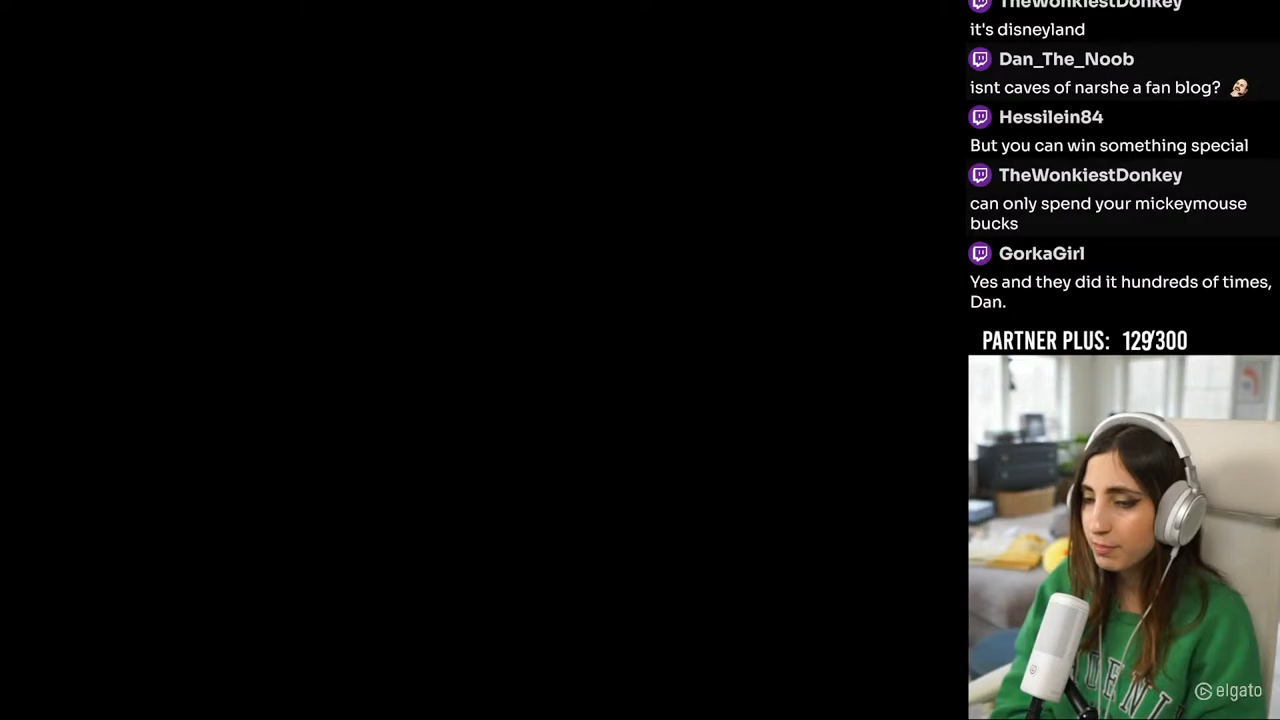 TheWonkiestDonkey
it's disneyland
Dan_The_Noob
isnt caves of narshe a fan blog?
Hessilein84
But you can win something special
TheWonkiestDonkey
can only spend your mickeymouse
bucks
GorkaGirl
Yes and they did it hundreds of times,
Dan.
PARTNER PLUS: 129/300
DENI
elgato